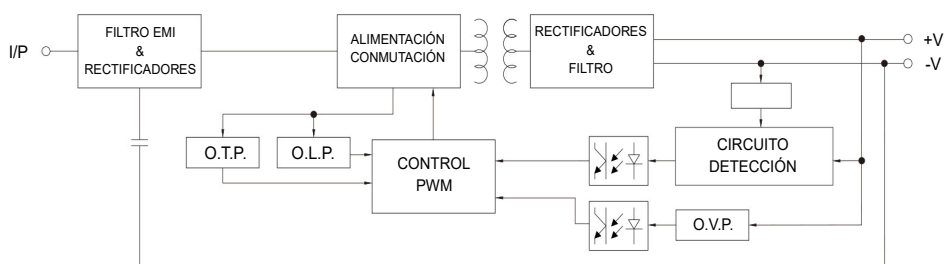 I/P
FILTRO EMI
&
RECTIFICADORES
ALIMENTACIÓN
CONMUTACIÓN
RECTIFICADORES
&
FILTRO
+V
-V
O.T.P.
O.L.P.
CONTROL
PWM
CIRCUITO
DETECCIÓN
O.V.P.